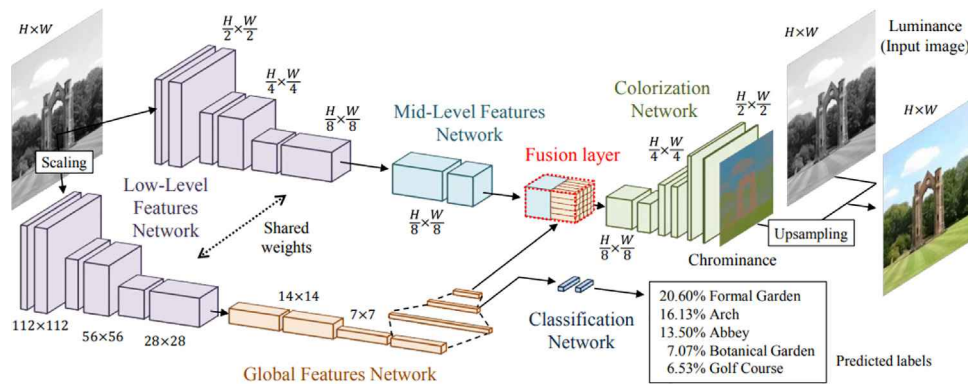 H×W
H/2 × W/2
H/4 × W/4
H/8 × W/8
Scaling
Low-Level
Features
Network
Shared
weights
112×112
56×56
28×28
14×14
7×7
Global Features Network
Mid-Level Features
Network
H/8 × W/8
Fusion layer
Colorization
Network
H/8 × W/8
H/4 × W/4
H/2 × W/2
Chrominance
Classification
Network
20.60% Formal Garden
16.13% Arch
13.50% Abbey
7.07% Botanical Garden
6.53% Golf Course
Predicted labels
H×W
Luminance
(Input image)
H×W
Upsampling